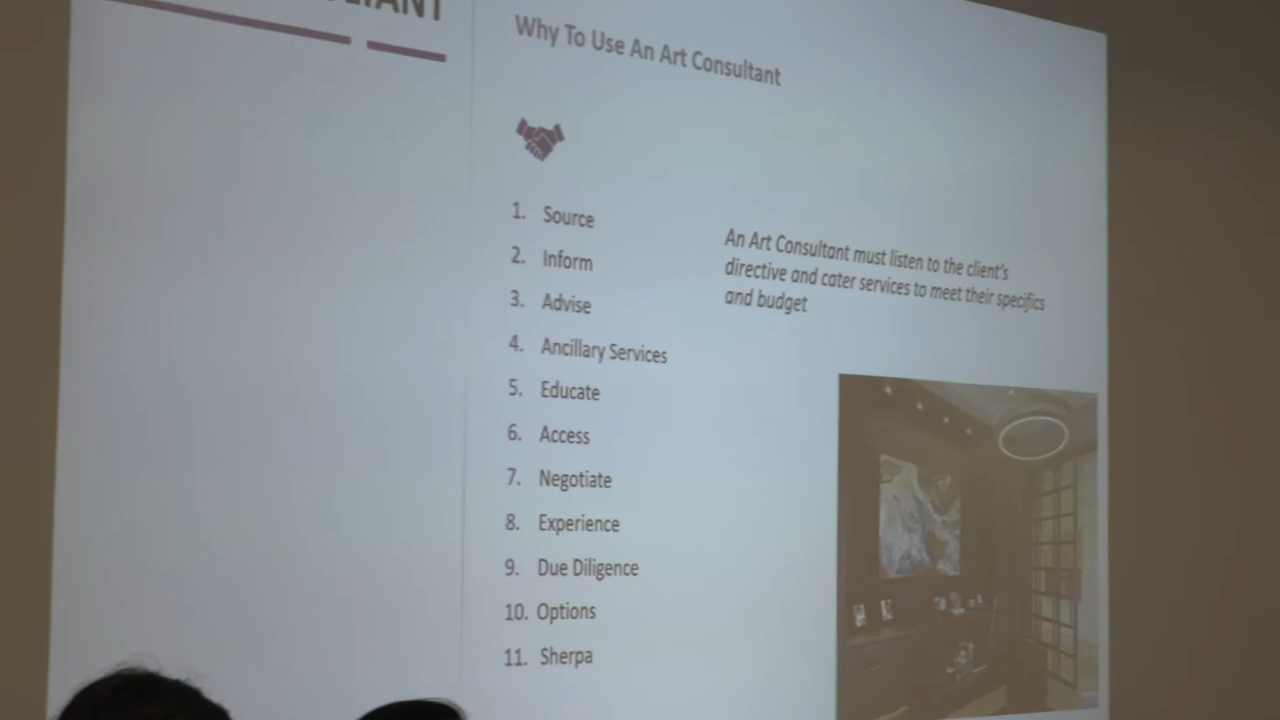 Why To Use An Art Consultant
1. Source
2. Inform
3. Advise
4. Ancillary Services
5. Educate
6. Access
7. Negotiate
8. Experience
9. Due Diligence
10. Options
11. Sherpa
An Art Consultant must listen to the client's
directive and cater services to meet their specifics
and budget